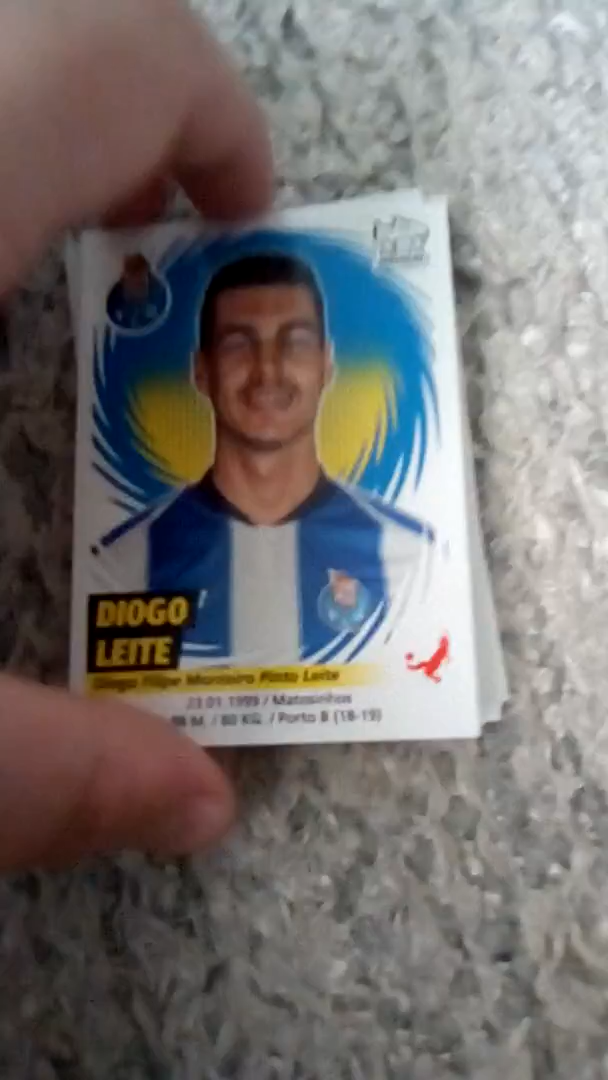 DIOGO
LEITE
Diogo Filipe Monteiro Pinto Leite
23.01.1999 / Matosinhos
M. / 80 KG. / Porto B (18-19)